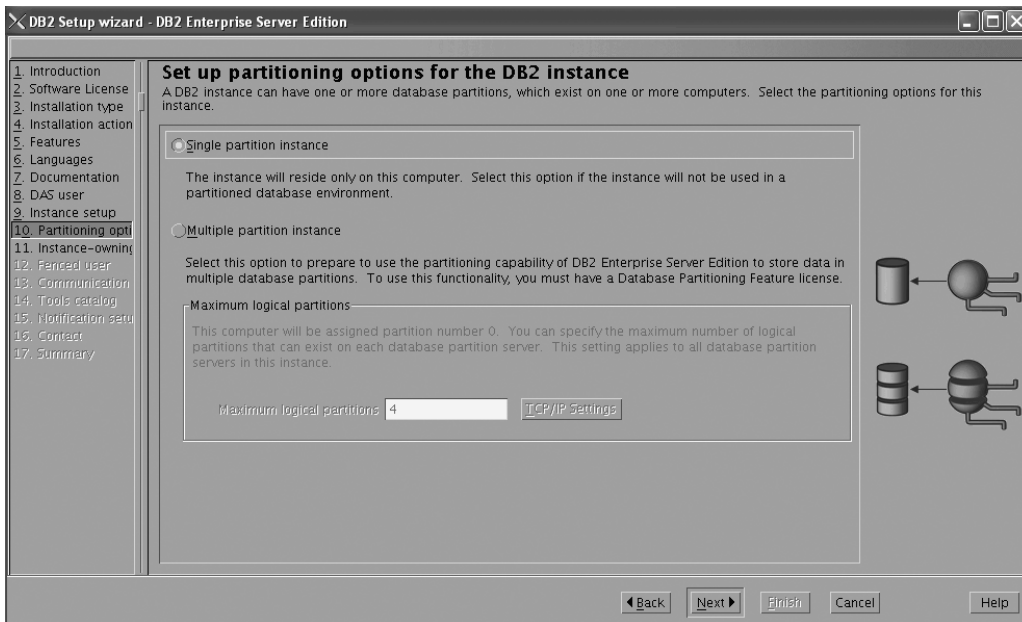 DB2 Setup wizard - DB2 Enterprise Server Edition
1. Introduction
2. Software License
3. Installation type
4. Installation action
5. Features
6. Languages
7. Documentation
8. DAS user
9. Instance setup
10. Partitioning opti
11. Instance-owning
12. Fenced user
13. Communication
14. Tools catalog
15. Notification setu
16. Contact
17. Summary
Set up partitioning options for the DB2 instance
A DB2 instance can have one or more database partitions, which exist on one or more computers. Select the partitioning options for this
instance.
Single partition instance
The instance will reside only on this computer. Select this option if the instance will not be used in a
partitioned database environment.
Multiple partition instance
Select this option to prepare to use the partitioning capability of DB2 Enterprise Server Edition to store data in
multiple database partitions. To use this functionality, you must have a Database Partitioning Feature license.
Maximum logical partitions
This computer will be assigned partition number 0. You can specify the maximum number of logical
partitions that can exist on each database partition server. This setting applies to all database partition
servers in this instance.
Maximum logical partitions 4 TCP/IP Settings
Back Next Finish Cancel Help